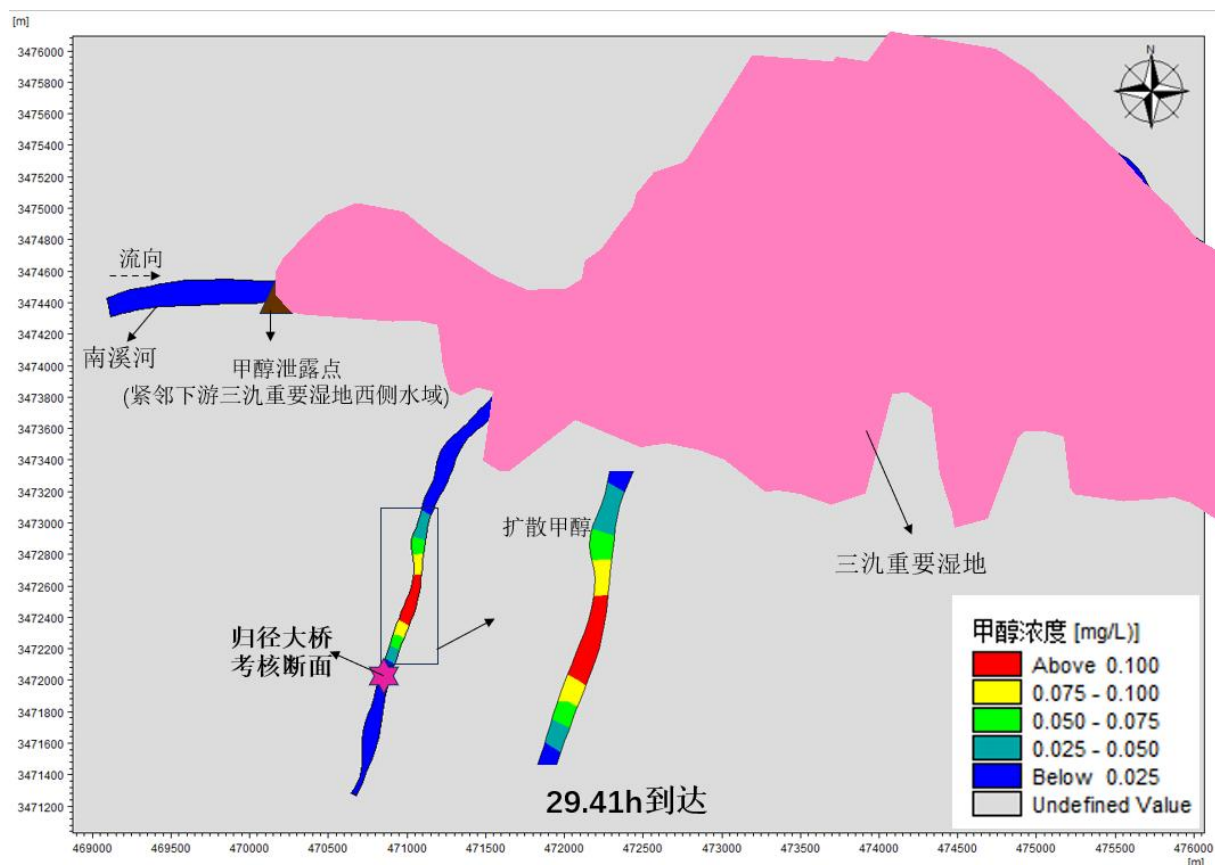 [m]
N
3476000
3475800
3475600
3475400
3475200
3475000
3474800
3474600
3474400
3474200
3474000
3473800
3473600
3473400
3473200
3473000
3472800
3472600
3472400
3472200
3472000
3471800
3471600
3471400
3471200
流向
南溪河
甲醇泄露点
(紧邻下游三氿重要湿地西侧水域)
扩散甲醇
三氿重要湿地
归径大桥
考核断面
29.41h到达
甲醇浓度 [mg/L)]
Above 0.100
0.075 - 0.100
0.050 - 0.075
0.025 - 0.050
Below 0.025
Undefined Value
469000 469500 470000 470500 471000 471500 472000 472500 473000 473500 474000 474500 475000 475500 476000
[m]